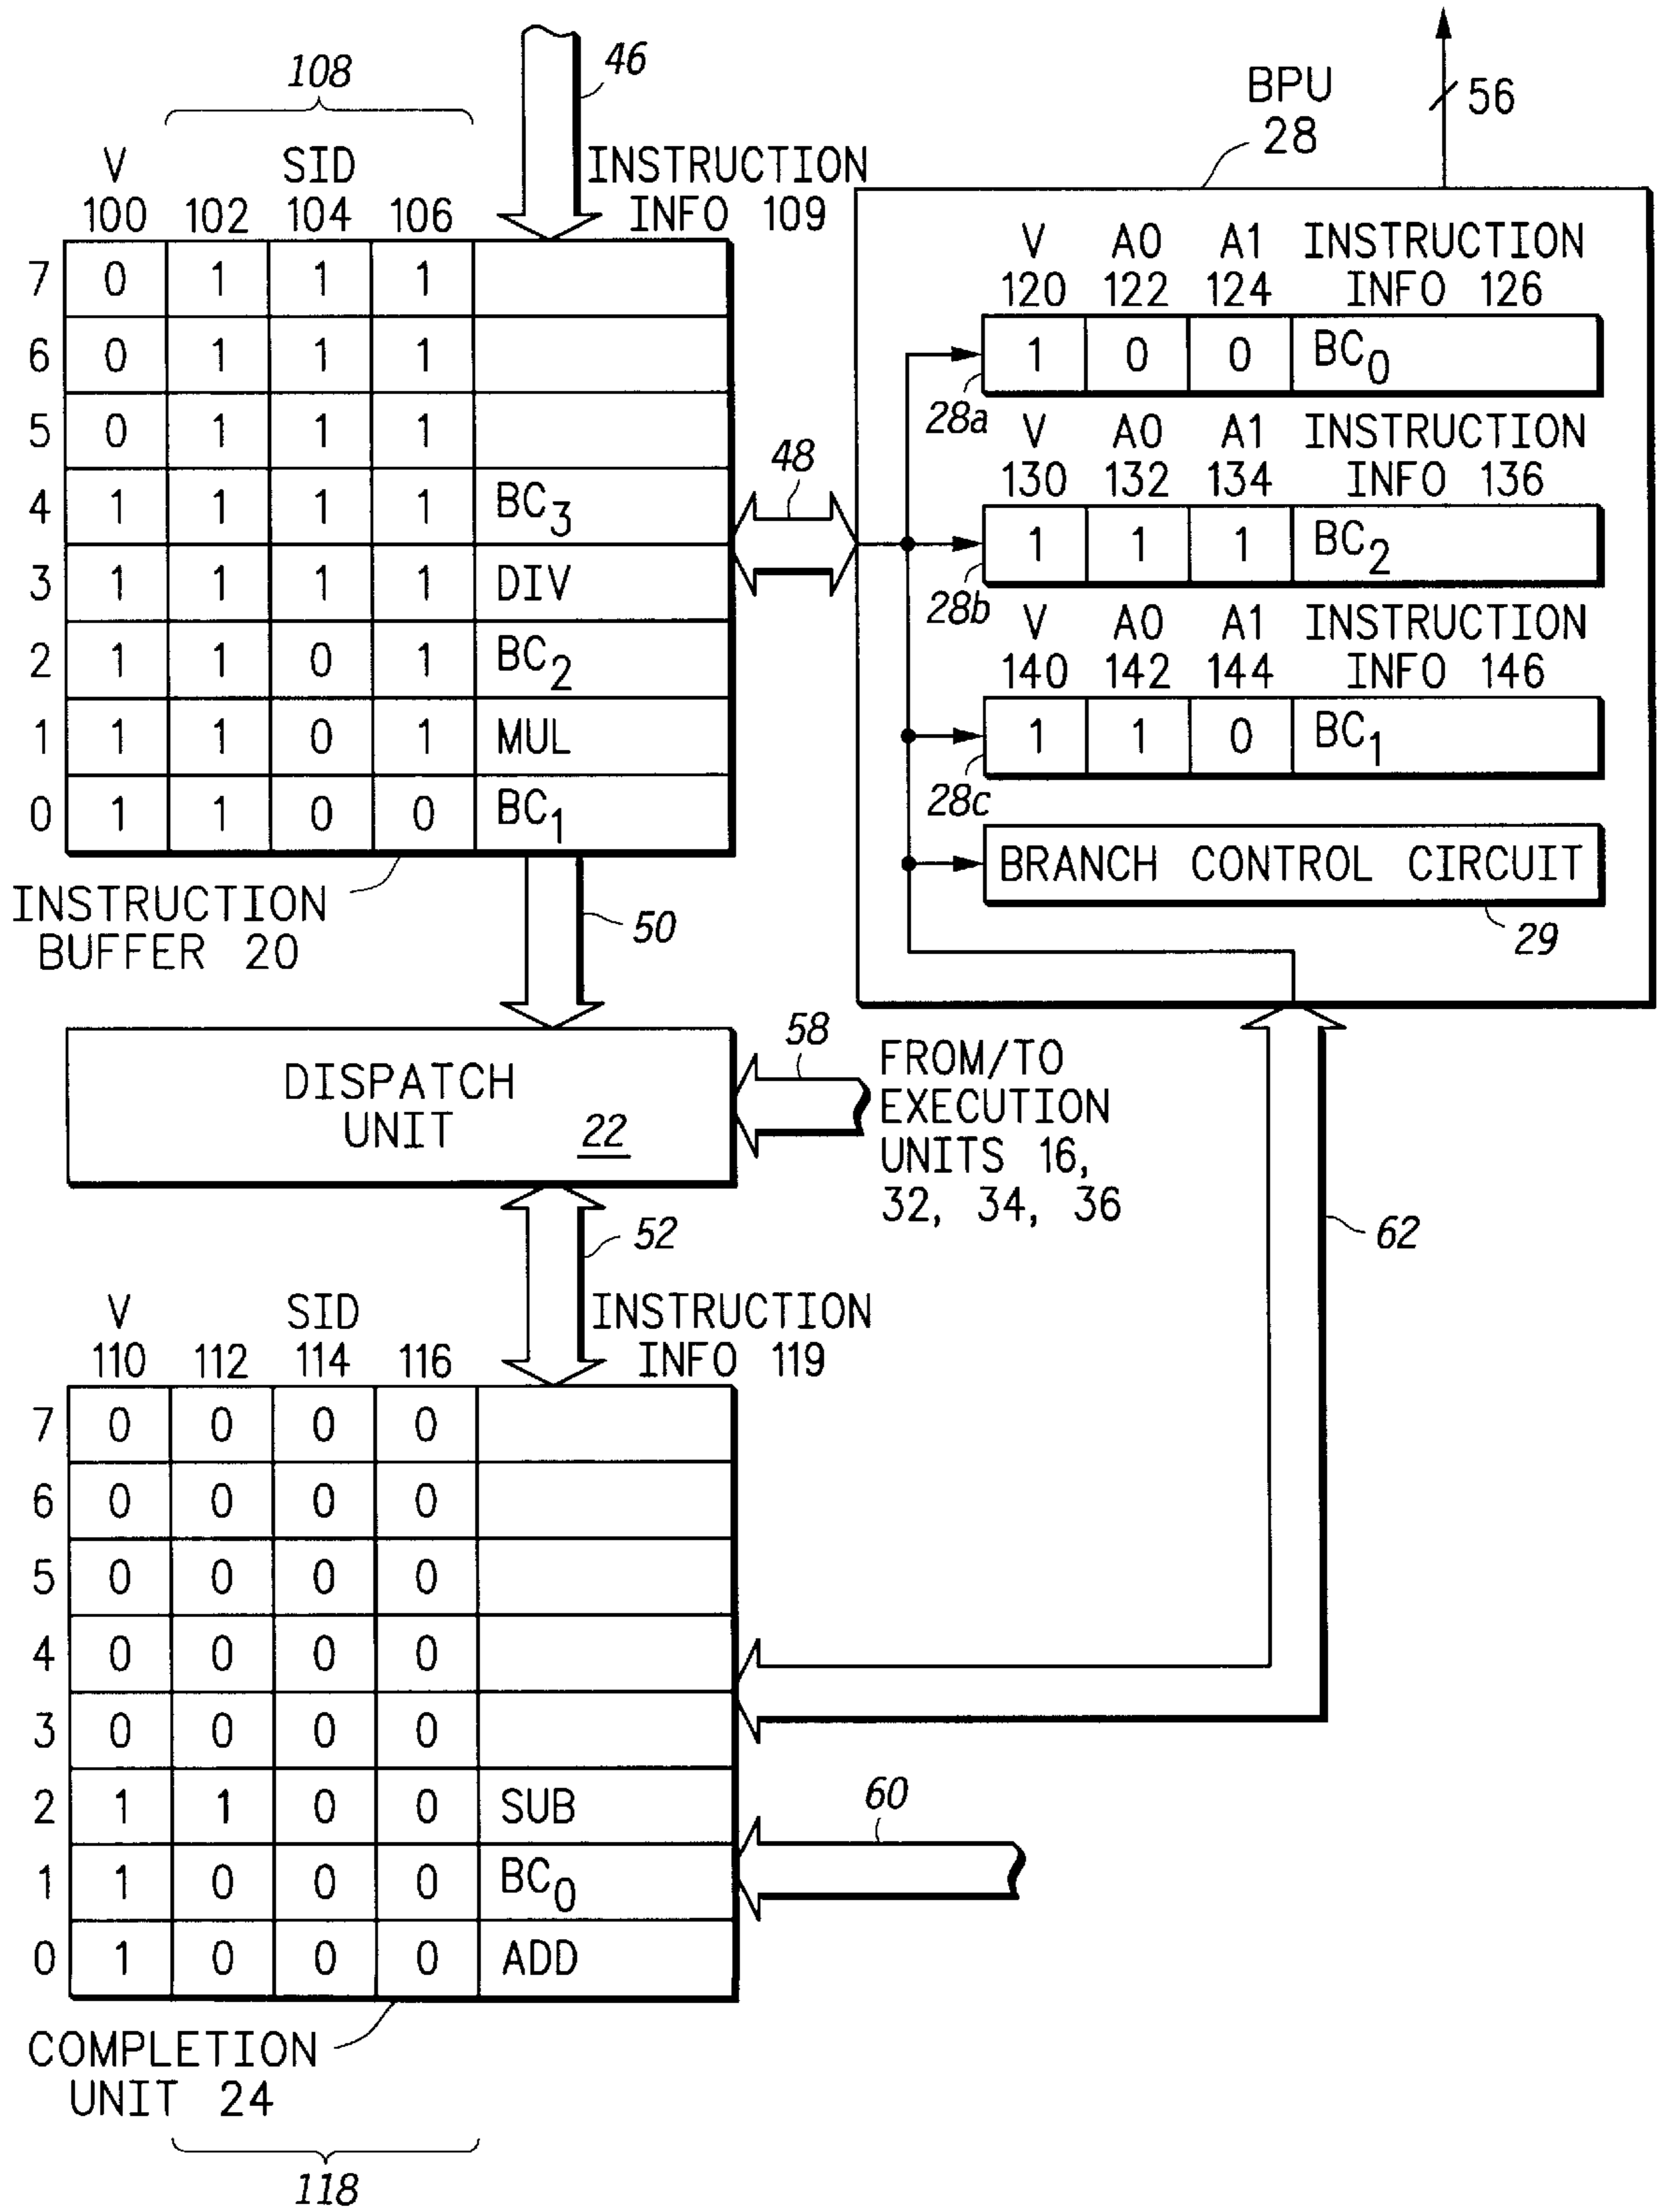 108
46
V SID INSTRUCTION
100 102 104 106 INFO 109
7 0 1 1 1
6 0 1 1 1
5 0 1 1 1
4 1 1 1 1 BC3
3 1 1 1 1 DIV
2 1 1 0 1 BC2
1 1 1 0 1 MUL
0 1 1 0 0 BC1
INSTRUCTION
BUFFER 20
50
48
BPU
28
56
V A0 A1 INSTRUCTION
120 122 124 INFO 126
1 0 0 BC0
28a
V A0 A1 INSTRUCTION
130 132 134 INFO 136
1 1 1 BC2
28b
V A0 A1 INSTRUCTION
140 142 144 INFO 146
1 1 0 BC1
28c
BRANCH CONTROL CIRCUIT
29
DISPATCH
UNIT 22
58
FROM/TO
EXECUTION
UNITS 16,
32, 34, 36
52
62
V SID INSTRUCTION
110 112 114 116 INFO 119
7 0 0 0 0
6 0 0 0 0
5 0 0 0 0
4 0 0 0 0
3 0 0 0 0
2 1 1 0 0 SUB
1 1 0 0 0 BC0
0 1 0 0 0 ADD
60
COMPLETION
UNIT 24
118